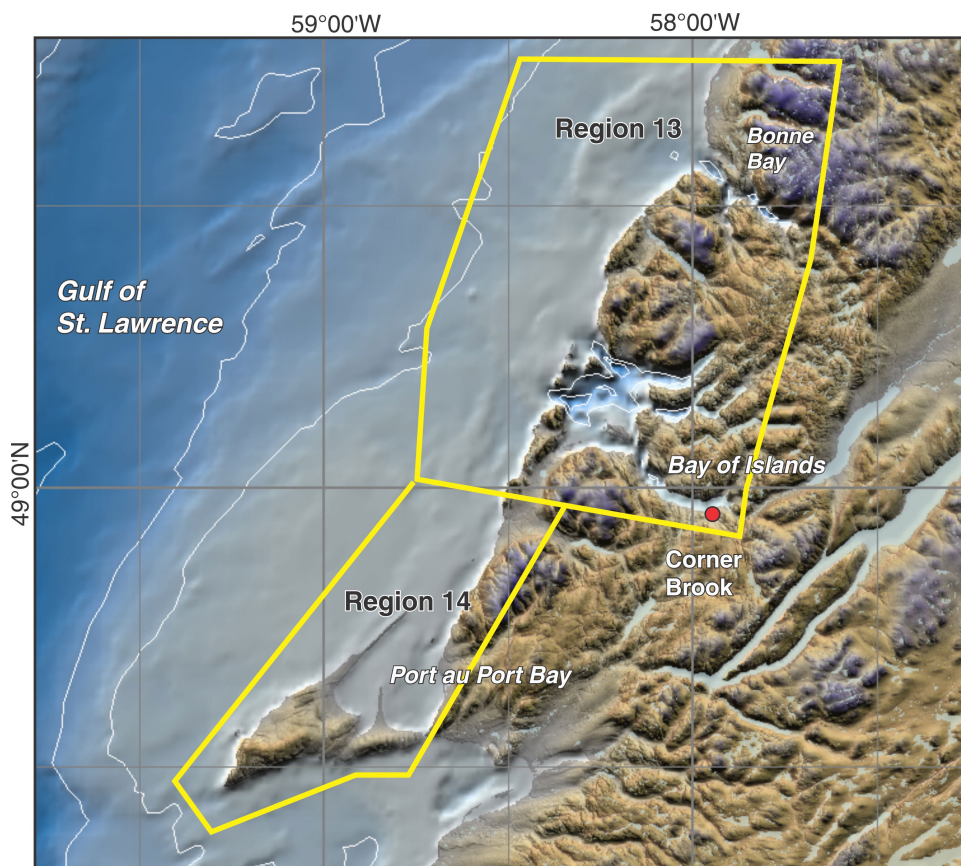 59°00'W
58°00'W
Region 13
Bonne
Bay
Gulf of
St. Lawrence
49°00'N
Bay of Islands
Corner
Brook
Region 14
Port au Port Bay